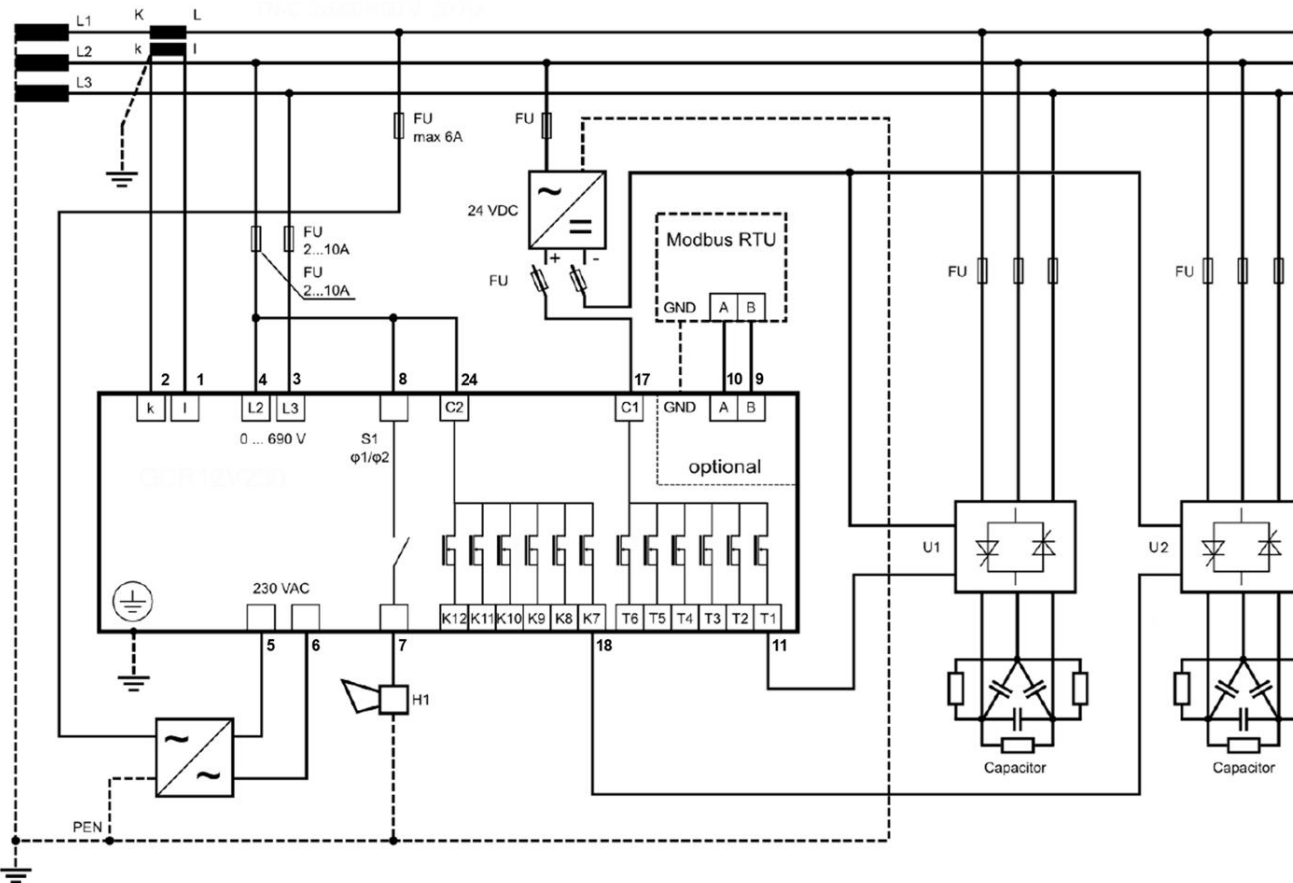 L1 K L
L2 k l
L3
FU
max 6A
FU
24 VDC
FU
2...10A
FU
2...10A
+ -
FU
Modbus RTU
GND A B
FU
FU
2 1 4 3 8 24 17 10 9
k l L2 L3 C2 C1 GND A B
0 ... 690 V
S1
φ1/φ2
optional
U1
U2
230 VAC
K12 K11 K10 K9 K8 K7 T6 T5 T4 T3 T2 T1
5 6 7 18 11
H1
Capacitor
Capacitor
PEN